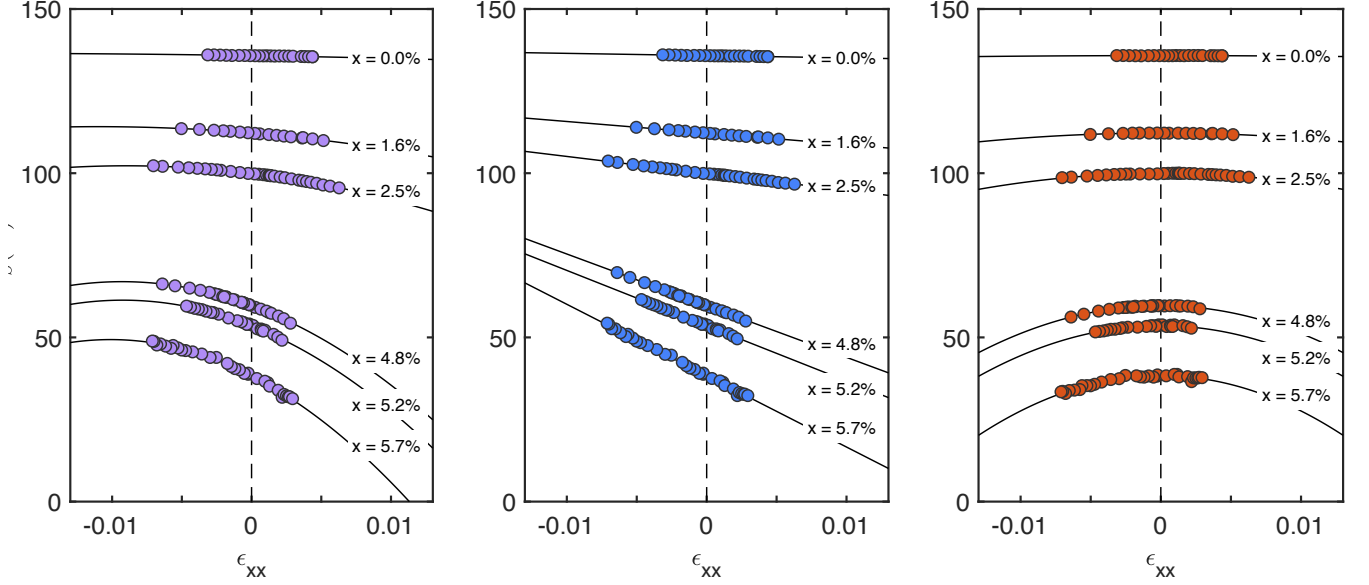 150
100
50
0
x = 0.0%
x = 1.6%
x = 2.5%
x = 4.8%
x = 5.2%
x = 5.7%
-0.01 0 0.01
ϵxx
150
100
50
0
x = 0.0%
x = 1.6%
x = 2.5%
x = 4.8%
x = 5.2%
x = 5.7%
-0.01 0 0.01
ϵxx
150
100
50
0
x = 0.0%
x = 1.6%
x = 2.5%
x = 4.8%
x = 5.2%
x = 5.7%
-0.01 0 0.01
ϵxx